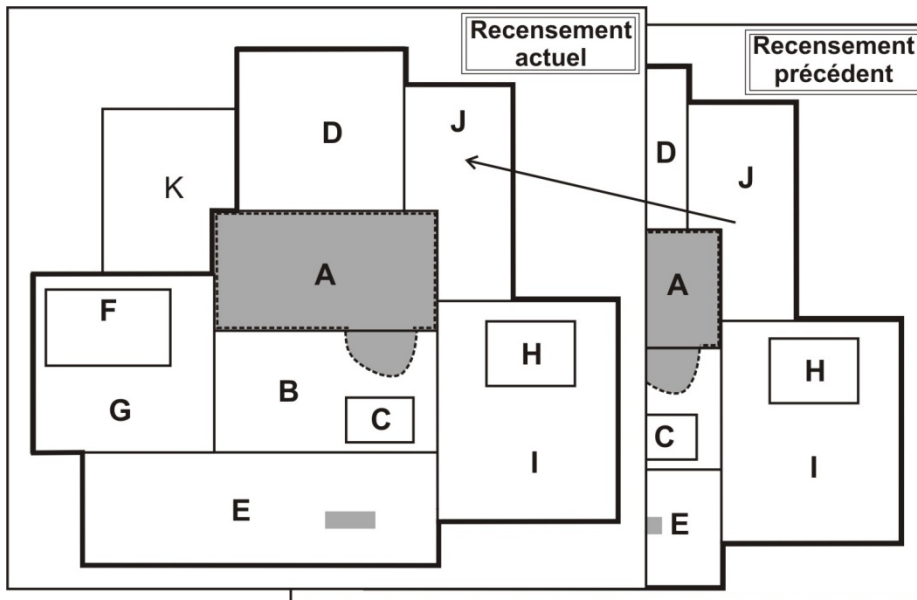 Recensement
actuel
Recensement
précédent
D
J
K
D
J
A
A
F
H
H
B
G
C
C
I
I
E
E